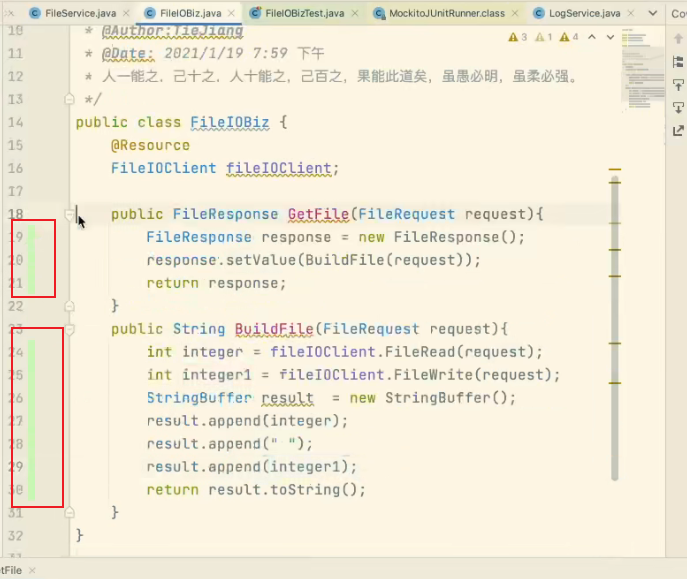 FileService.java FileIOBiz.java FileIOBizTest.java MockitoJUnitRunner.class LogService.java
10 * @Author:TieJiang 3 1 4
11 * @Date: 2021/1/19 7:59 下午
12 * 人一能之，己十之，人十能之，己百之，果能此道矣，虽愚必明，虽柔必强。
13 */
14 public class FileIOBiz {
15 @Resource
16 FileIOClient fileIOClient;
17
18 public FileResponse GetFile(FileRequest request){
19 FileResponse response = new FileResponse();
20 response.setValue(BuildFile(request));
21 return response;
22 }
23 public String BuildFile(FileRequest request){
24 int integer = fileIOClient.FileRead(request);
25 int integer1 = fileIOClient.FileWrite(request);
26 StringBuffer result = new StringBuffer();
27 result.append(integer);
28 result.append(" ");
29 result.append(integer1);
30 return result.toString();
31 }
32 }
33
etFile